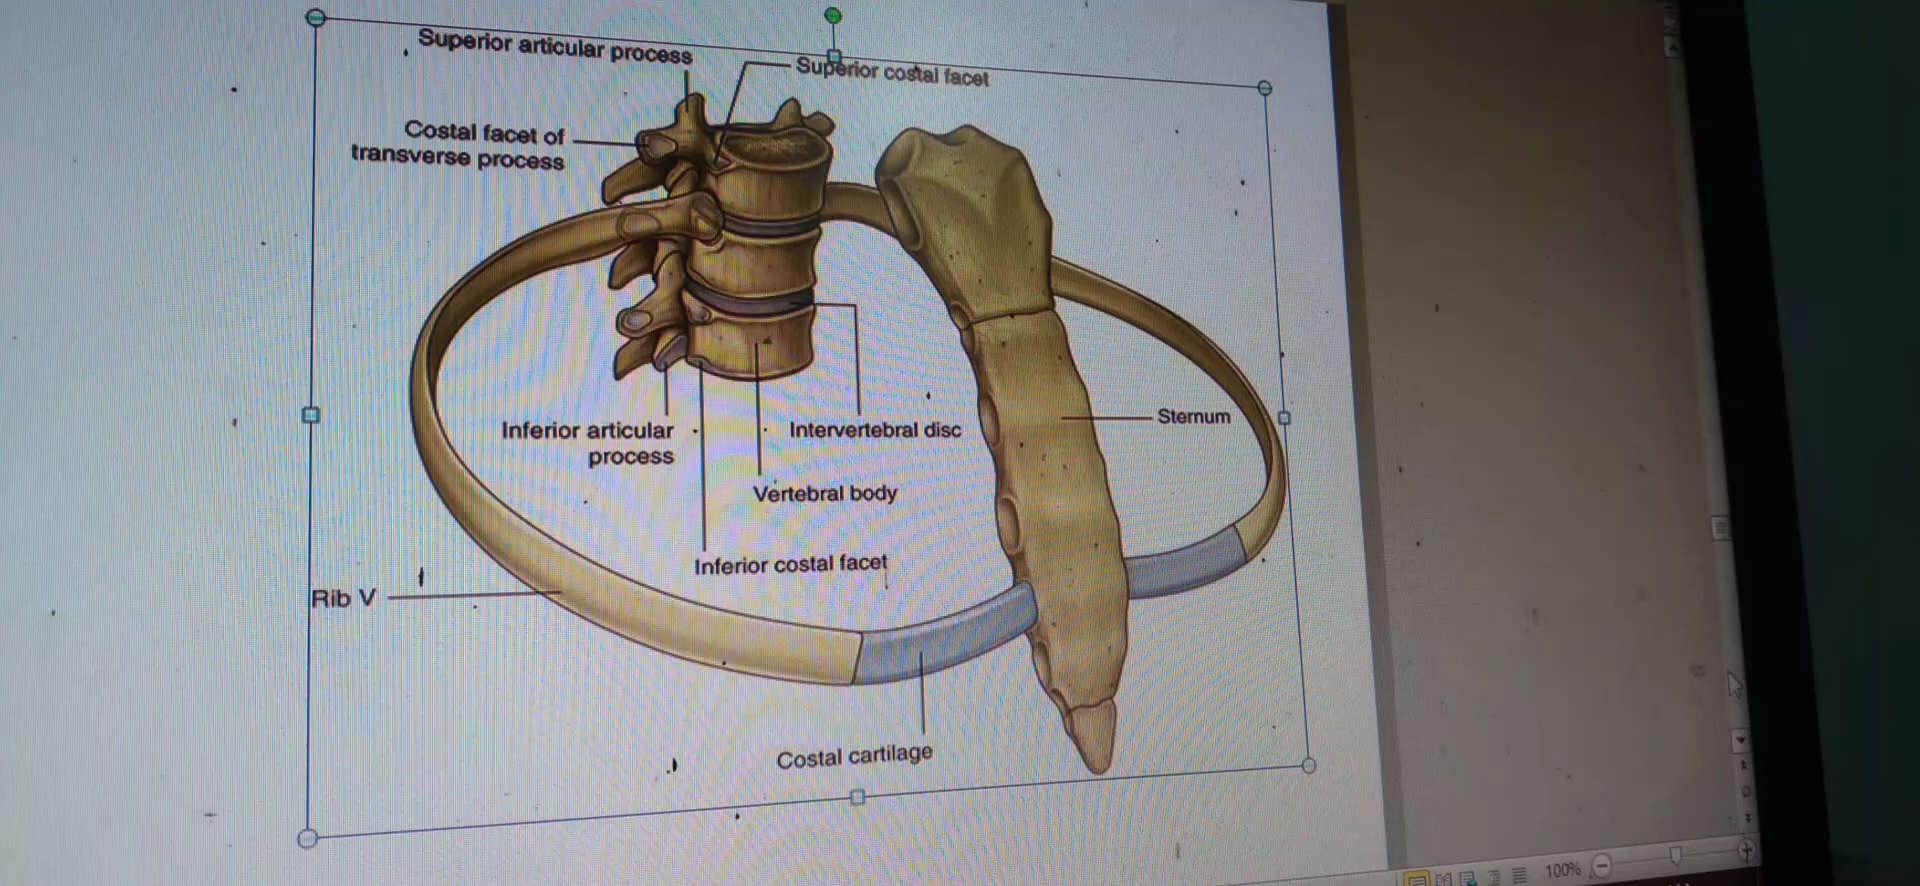 Superior articular process
Superior costal facet
Costal facet of
transverse process
Inferior articular
process
Intervertebral disc
Sternum
Vertebral body
Inferior costal facet
Rib V
Costal cartilage
100%